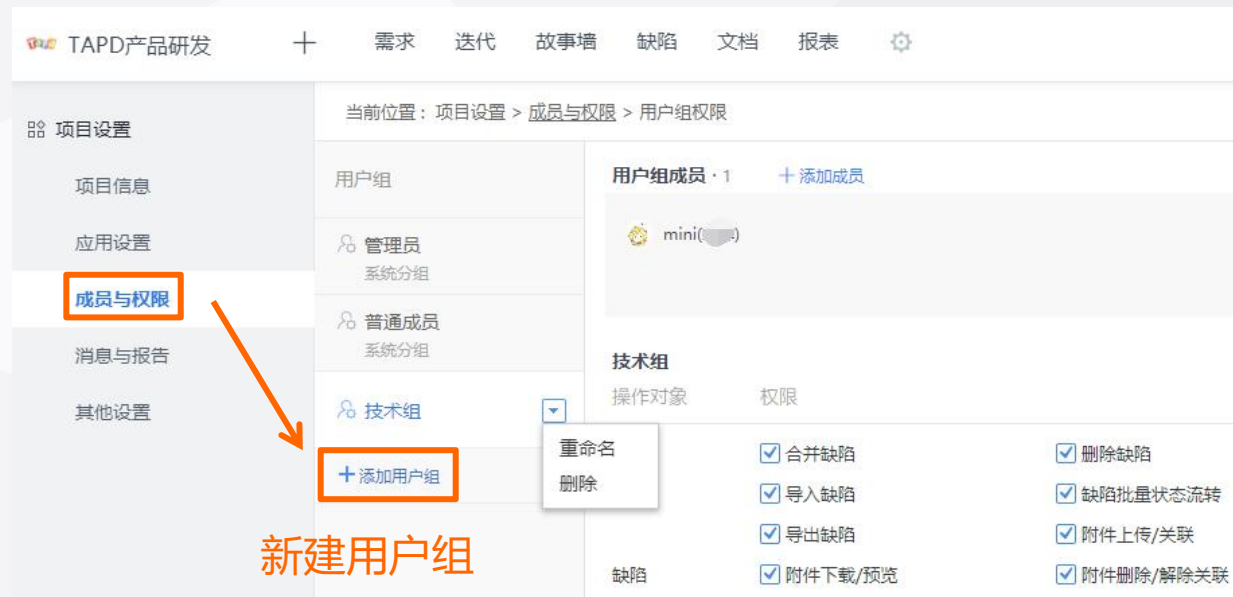 TAPD产品研发 需求 迭代 故事墙 缺陷 文档 报表
项目设置
项目信息
应用设置
成员与权限
消息与报告
其他设置
当前位置：项目设置 > 成员与权限 > 用户组权限
用户组
管理员
系统分组
普通成员
系统分组
技术组
重命名
删除
+添加用户组
新建用户组
用户组成员 · 1 +添加成员
mini( )
技术组
操作对象 权限
合并缺陷 删除缺陷
导入缺陷 缺陷批量状态流转
导出缺陷 附件上传/关联
缺陷 附件下载/预览 附件删除/解除关联